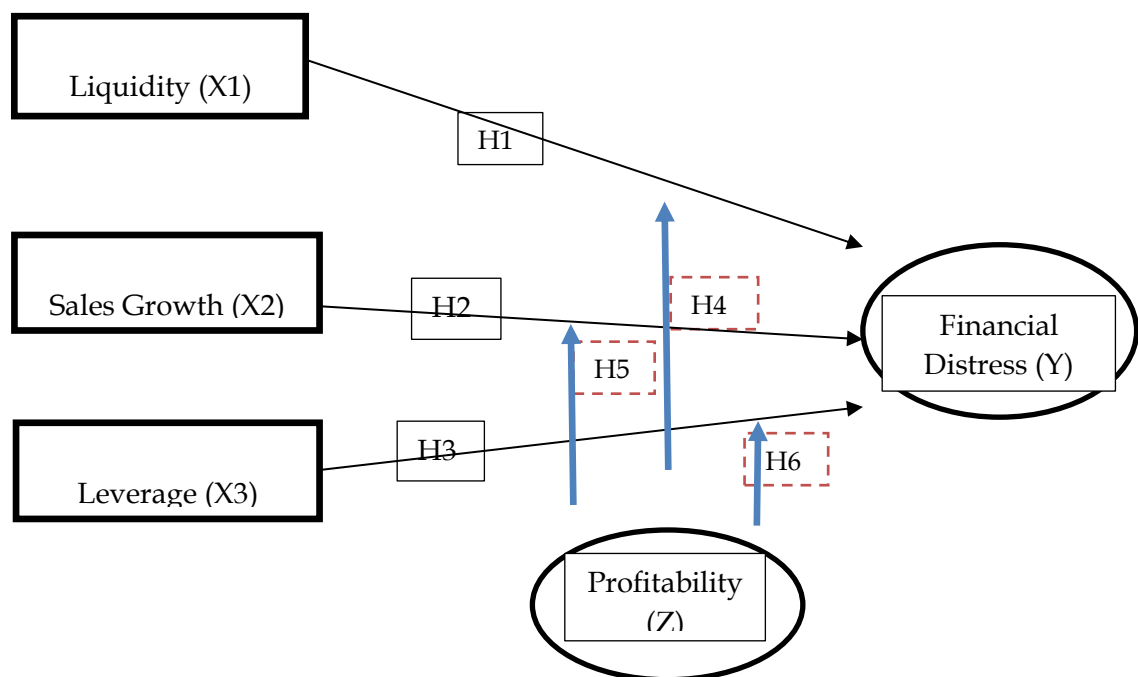 Liquidity (X1)
H1
Sales Growth (X2)
H2
H4
Financial
Distress (Y)
H5
Leverage (X3)
H3
H6
Profitability
(Z)